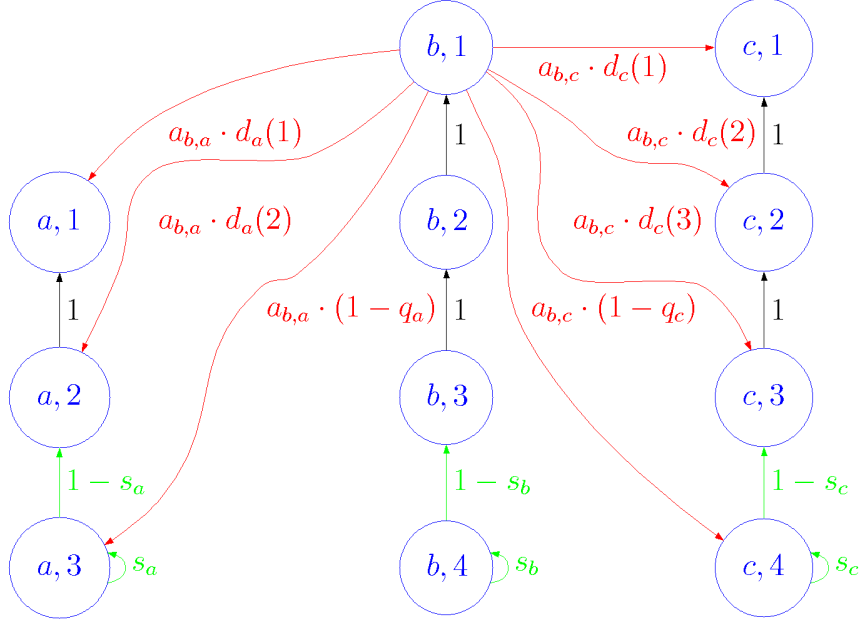 b, 1
c, 1
a_{b,c} · d_c(1)
a_{b,a} · d_a(1)
1
a_{b,c} · d_c(2)
1
a, 1
a_{b,a} · d_a(2)
b, 2
a_{b,c} · d_c(3)
c, 2
1
a_{b,a} · (1 − q_a)
1
a_{b,c} · (1 − q_c)
1
a, 2
b, 3
c, 3
1 − s_a
1 − s_b
1 − s_c
a, 3
s_a
b, 4
s_b
c, 4
s_c